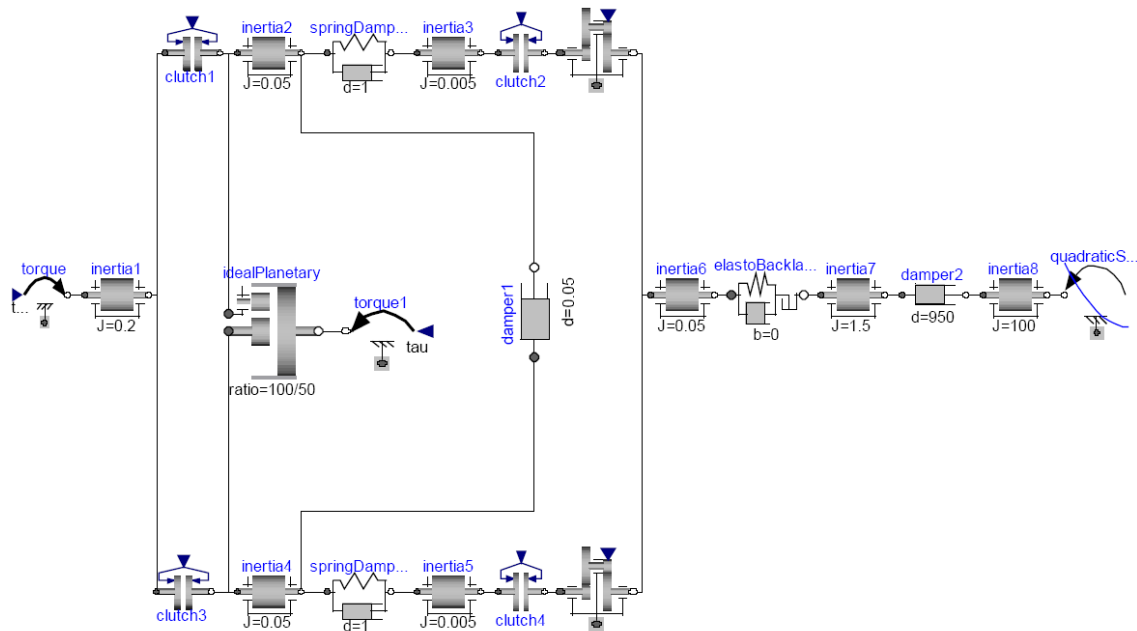 inertia2
springDamp...
inertia3
clutch1
J=0.05
d=1
J=0.005
clutch2
torque
inertia1
idealPlanetary
torque1
t...
J=0.2
tau
ratio=100/50
damper1
d=0.05
inertia6
elastoBackla...
inertia7
damper2
inertia8
quadraticS...
J=0.05
b=0
J=1.5
d=950
J=100
inertia4
springDamp...
inertia5
clutch3
J=0.05
d=1
J=0.005
clutch4